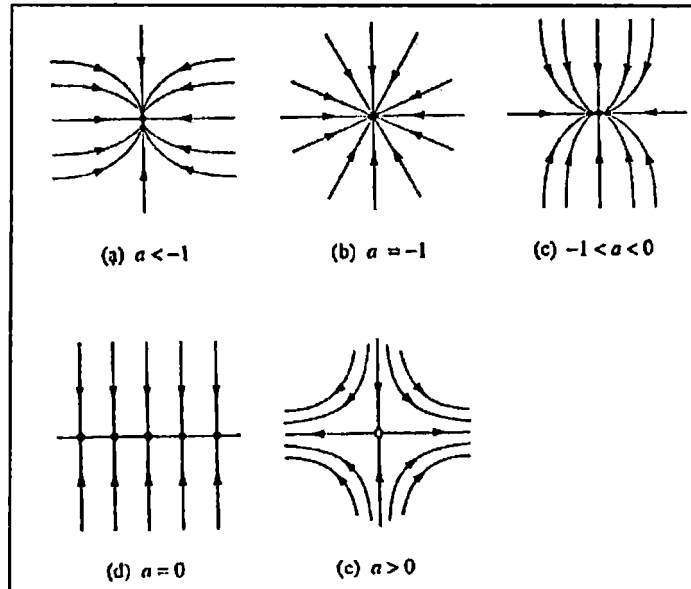 (a) a < −1
(b) a = −1
(c) −1 < a < 0
(d) a = 0
(e) a > 0